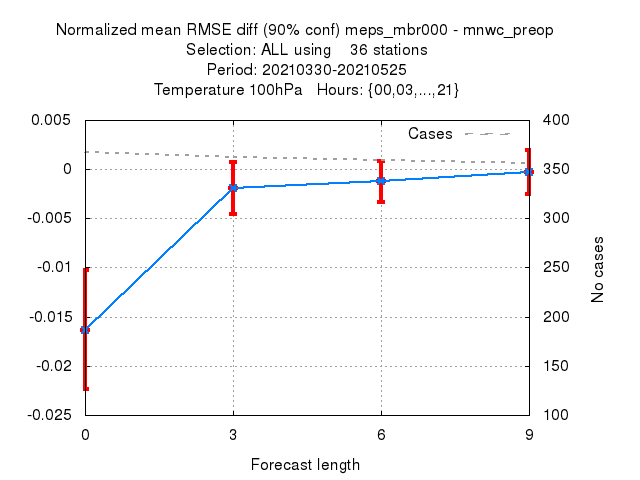 Normalized mean RMSE diff (90% conf) meps_mbr000 - mnwc_preop
Selection: ALL using 36 stations
Period: 20210330-20210525
Temperature 100hPa Hours: {00,03,...,21}
Cases
0.005
0
-0.005
-0.01
-0.015
-0.02
-0.025
400
350
300
250
200
150
100
No cases
0 3 6 9
Forecast length